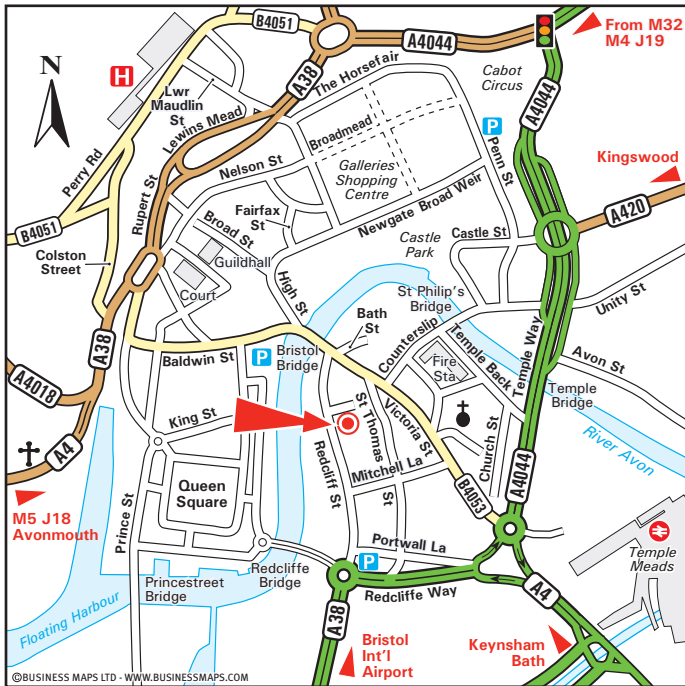 B4051
A4044
From M32
M4 J19
N
H
Lwr
Maudlin
St
A38
The Horsefair
Cabot
Circus
A4044
Lewins Mead
Broadmead
P
Penn St
Perry Rd
Nelson St
Galleries
Shopping
Centre
Kingswood
Rupert St
Fairfax
St
Newgate Broad Weir
A420
B4051
Broad St
Castle St
Colston
Street
Guildhall
Castle
Park
Court
High St
St Philip's
Bridge
Unity St
A38
Bath
St
Counterslip
Temple Way
Baldwin St
P
Bristol
Bridge
Fire
Sta
Temple Back
Avon St
A4018
Temple
Bridge
King St
St Thomas St
Victoria St
River Avon
A4
Redcliff St
Church St
Mitchell La
Queen
Square
A4044
M5 J18
Avonmouth
Prince St
B4053
Portwall La
Temple
Meads
Redcliffe
Bridge
P
Princestreet
Bridge
Redcliffe Way
A4
Floating Harbour
A38
Bristol
Int'l
Airport
Keynsham
Bath
©BUSINESS MAPS LTD - WWW.BUSINESSMAPS.COM